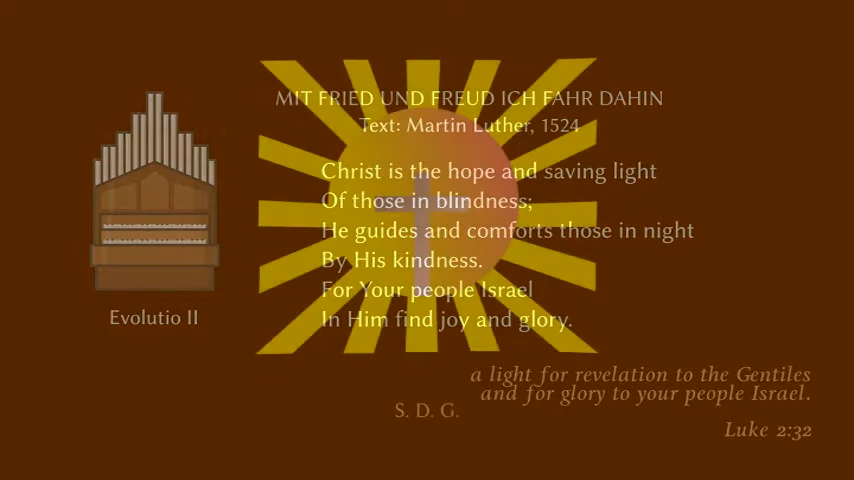 MIT FRIED UND FREUD ICH FAHR DAHIN
Text: Martin Luther, 1524
Christ is the hope and saving light
Of those in blindness;
He guides and comforts those in night
By His kindness.
For Your people Israel
In Him find joy and glory.
Evolutio II
a light for revelation to the Gentiles
and for glory to your people Israel.
S. D. G.
Luke 2:32